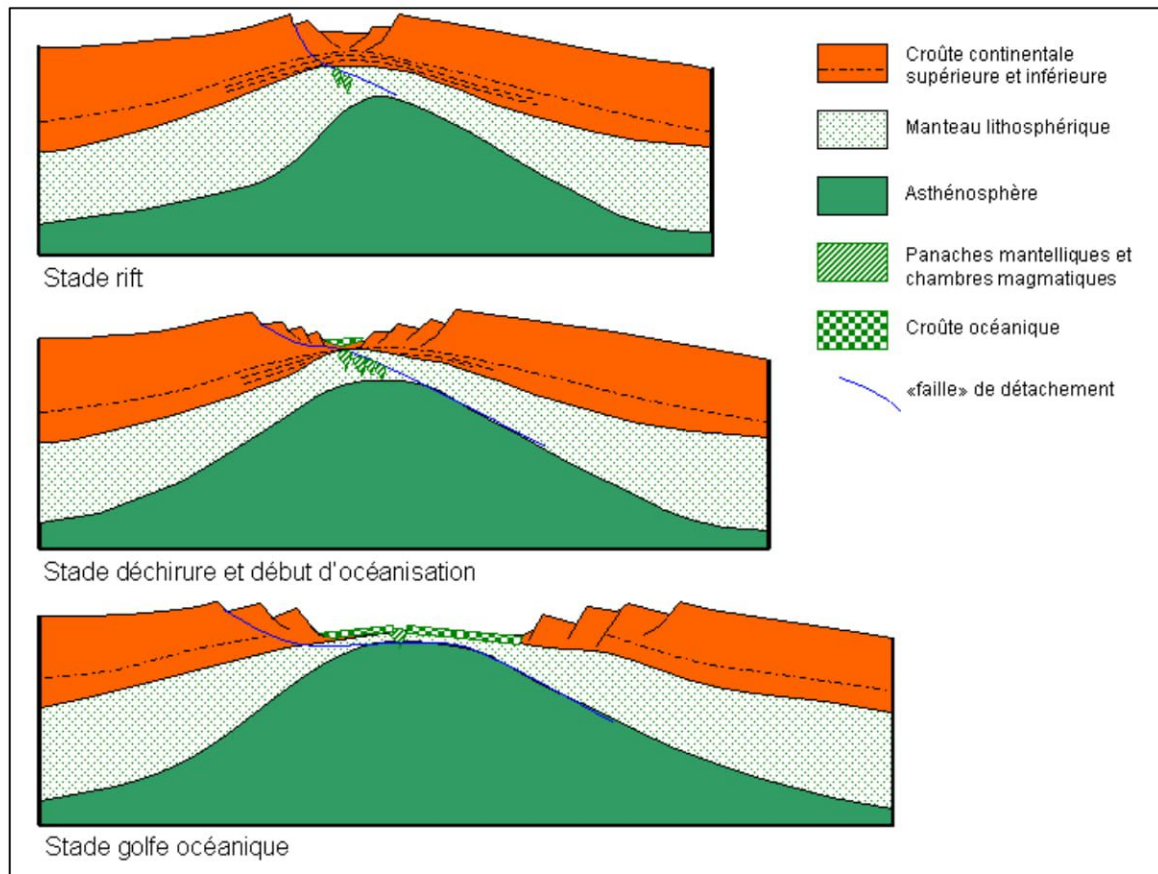 Croûte continentale
supérieure et inférieure
Manteau lithosphérique
Asthénosphère
Panaches mantelliques et
chambres magmatiques
Croûte océanique
«faille» de détachement
Stade rift
Stade déchirure et début d'océanisation
Stade golfe océanique